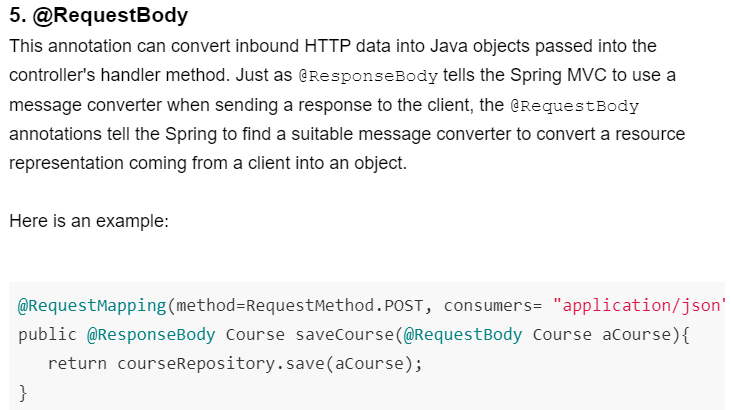 5. @RequestBody
This annotation can convert inbound HTTP data into Java objects passed into the
controller's handler method. Just as @ResponseBody tells the Spring MVC to use a
message converter when sending a response to the client, the @RequestBody
annotations tell the Spring to find a suitable message converter to convert a resource
representation coming from a client into an object.
Here is an example:
@RequestMapping(method=RequestMethod.POST, consumers= "application/json"
public @ResponseBody Course saveCourse(@RequestBody Course aCourse){
   return courseRepository.save(aCourse);
}